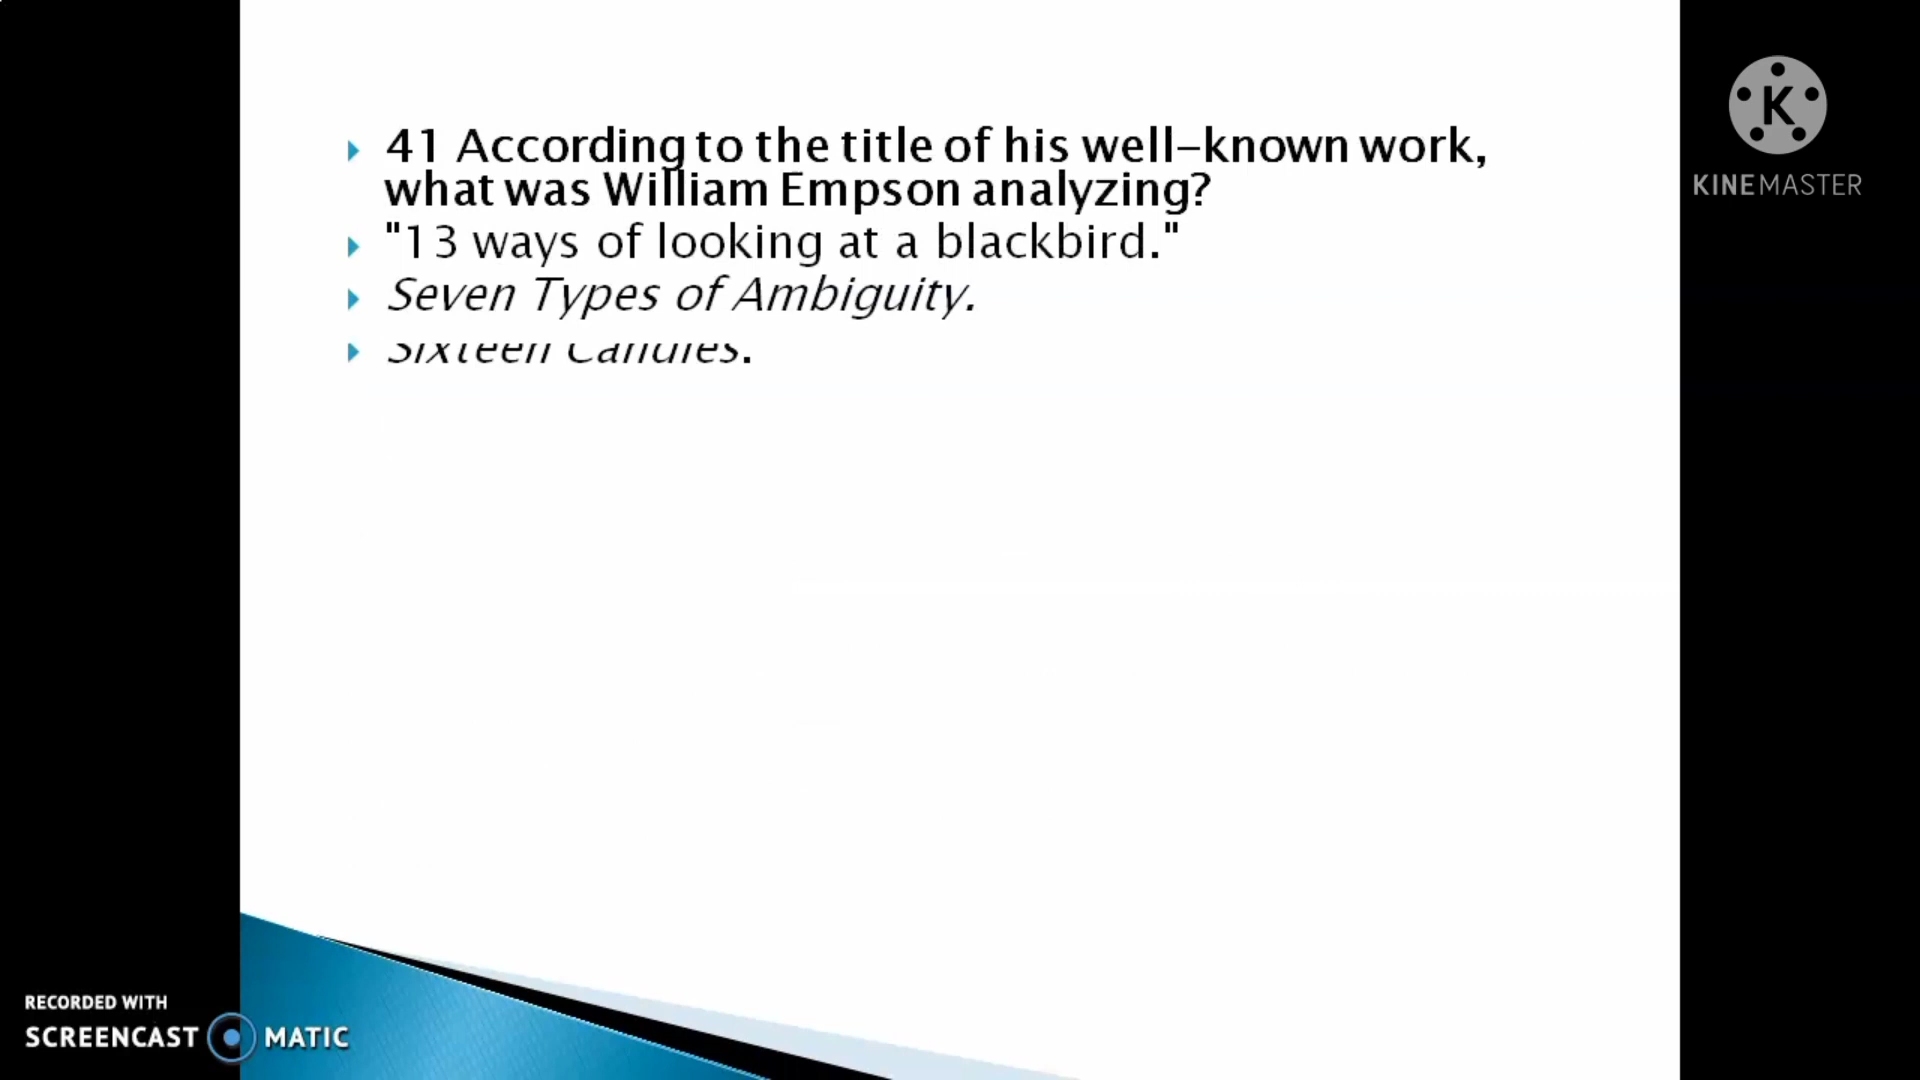 41 According to the title of his well-known work,
what was William Empson analyzing?
"13 ways of looking at a blackbird."
Seven Types of Ambiguity.
Sixteen Candles.
K
KINEMASTER
RECORDED WITH
SCREENCAST MATIC